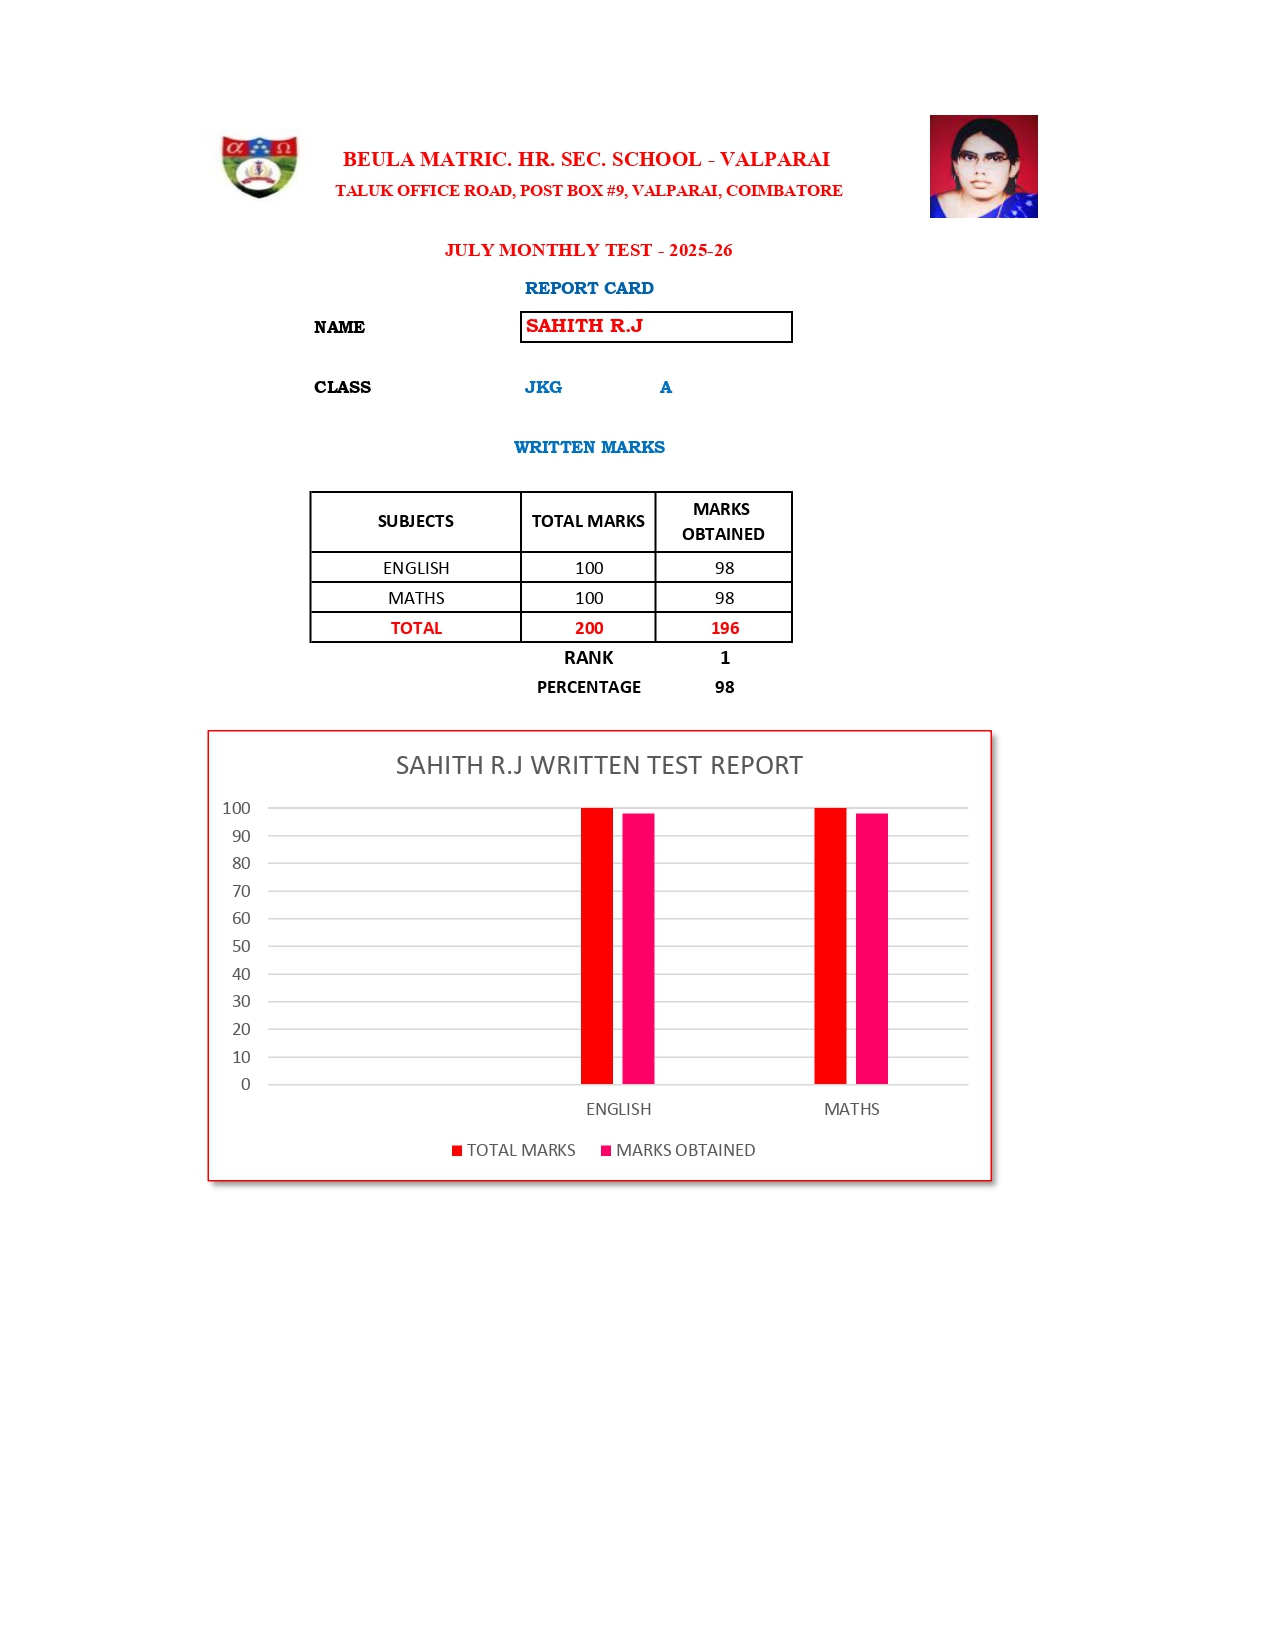 α Ω
BEULA MATRIC. HR. SEC. SCHOOL - VALPARAI
TALUK OFFICE ROAD, POST BOX #9, VALPARAI, COIMBATORE
JULY MONTHLY TEST - 2025-26
REPORT CARD
NAME SAHITH R.J
CLASS JKG A
WRITTEN MARKS
SUBJECTS TOTAL MARKS MARKS OBTAINED
ENGLISH 100 98
MATHS 100 98
TOTAL 200 196
RANK 1
PERCENTAGE 98
SAHITH R.J WRITTEN TEST REPORT
100
90
80
70
60
50
40
30
20
10
0
ENGLISH MATHS
TOTAL MARKS MARKS OBTAINED